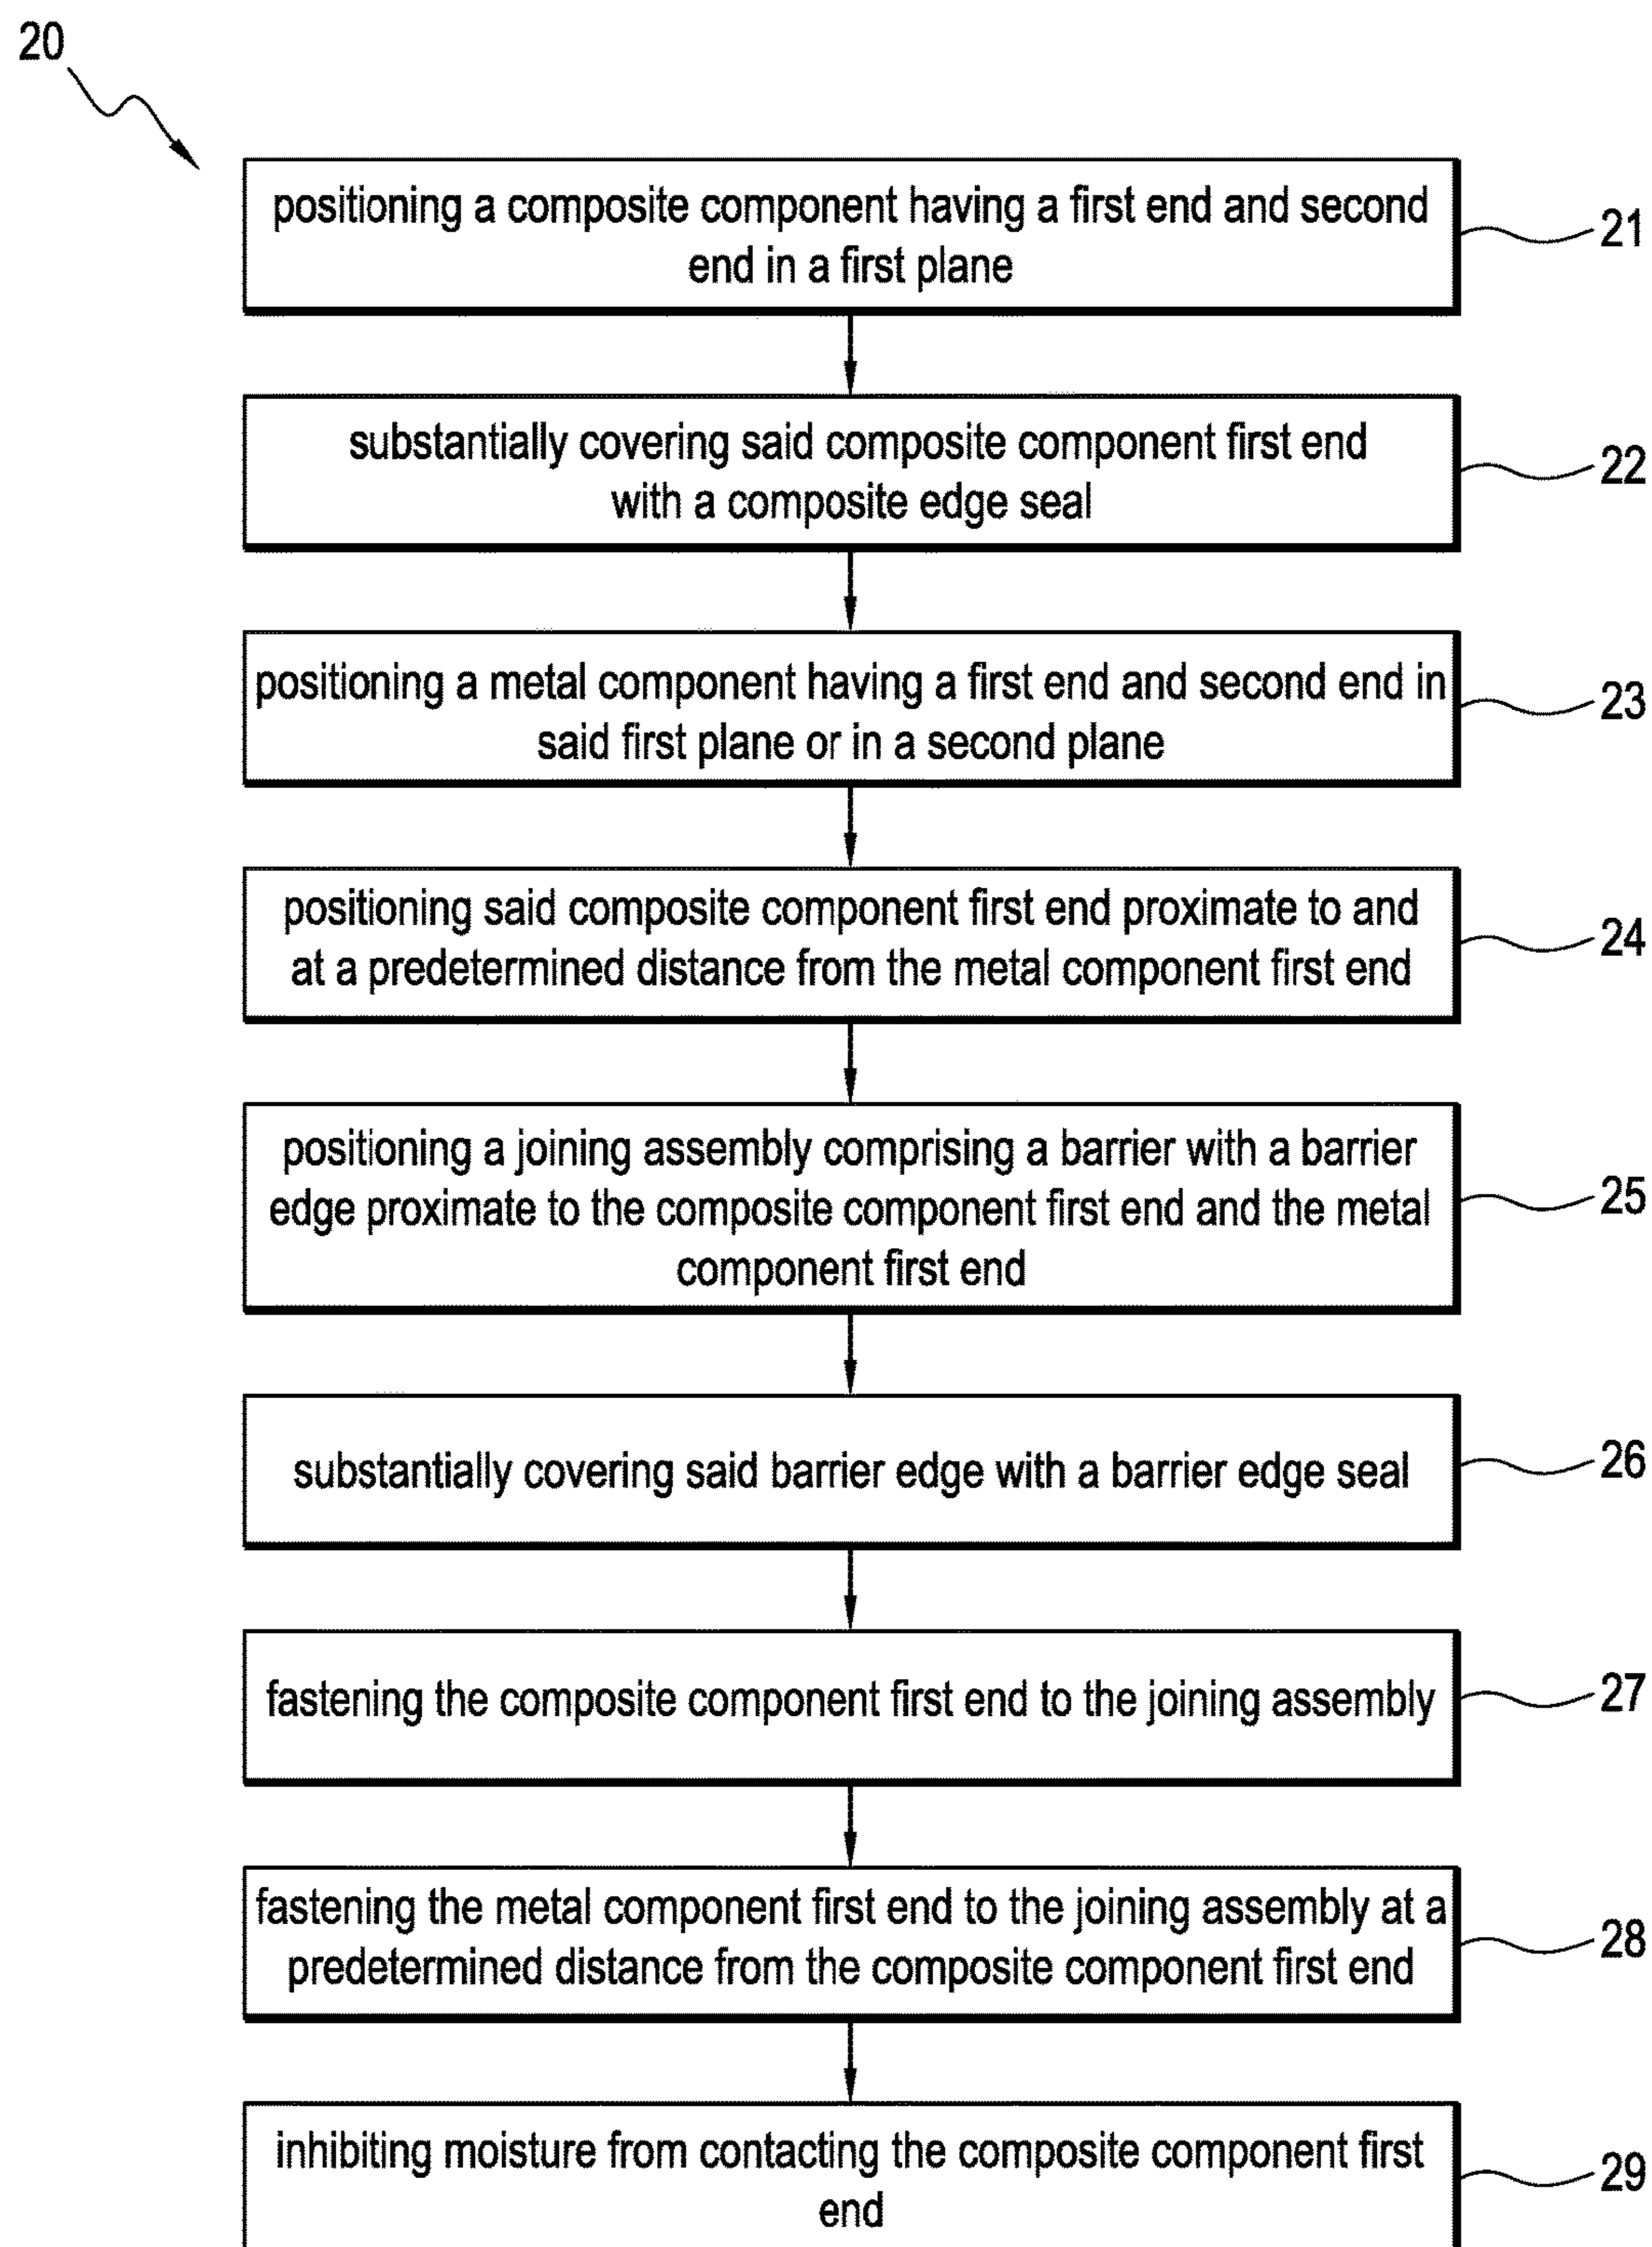 20
positioning a composite component having a first end and second
end in a first plane
21
substantially covering said composite component first end
with a composite edge seal
22
positioning a metal component having a first end and second end in
said first plane or in a second plane
23
positioning said composite component first end proximate to and
at a predetermined distance from the metal component first end
24
positioning a joining assembly comprising a barrier with a barrier
edge proximate to the composite component first end and the metal
component first end
25
substantially covering said barrier edge with a barrier edge seal
26
fastening the composite component first end to the joining assembly
27
fastening the metal component first end to the joining assembly at a
predetermined distance from the composite component first end
28
inhibiting moisture from contacting the composite component first
end
29